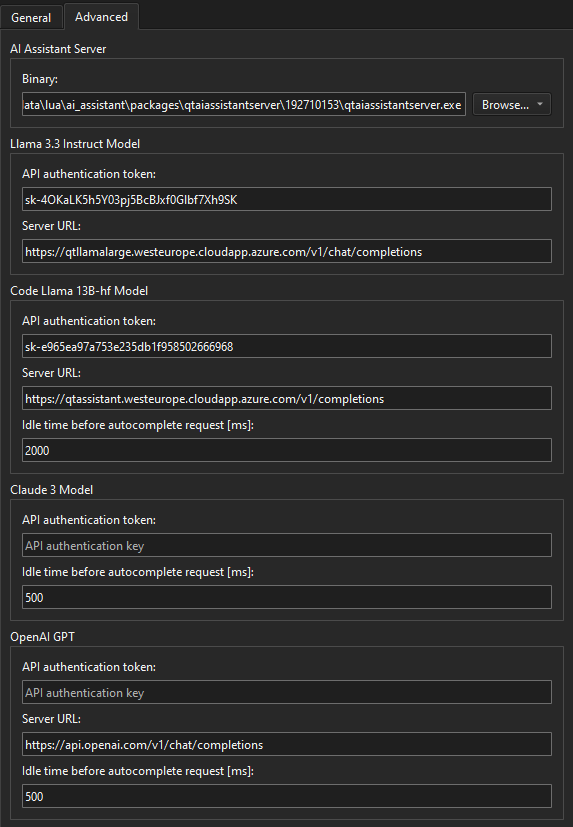 General
Advanced
AI Assistant Server
Binary:
ata\lua\ai_assistant\packages\qtaiassistantserver\192710153\qtaiassistantserver.exe
Browse...
Llama 3.3 Instruct Model
API authentication token:
sk-4OKaLK5h5Y03pj5BcBJxf0GIbf7Xh9SK
Server URL:
https://qtllamalarge.westeurope.cloudapp.azure.com/v1/chat/completions
Code Llama 13B-hf Model
API authentication token:
sk-e965ea97a753e235db1f958502666968
Server URL:
https://qtassistant.westeurope.cloudapp.azure.com/v1/completions
Idle time before autocomplete request [ms]:
2000
Claude 3 Model
API authentication token:
API authentication key
Idle time before autocomplete request [ms]:
500
OpenAI GPT
API authentication token:
API authentication key
Server URL:
https://api.openai.com/v1/chat/completions
Idle time before autocomplete request [ms]:
500